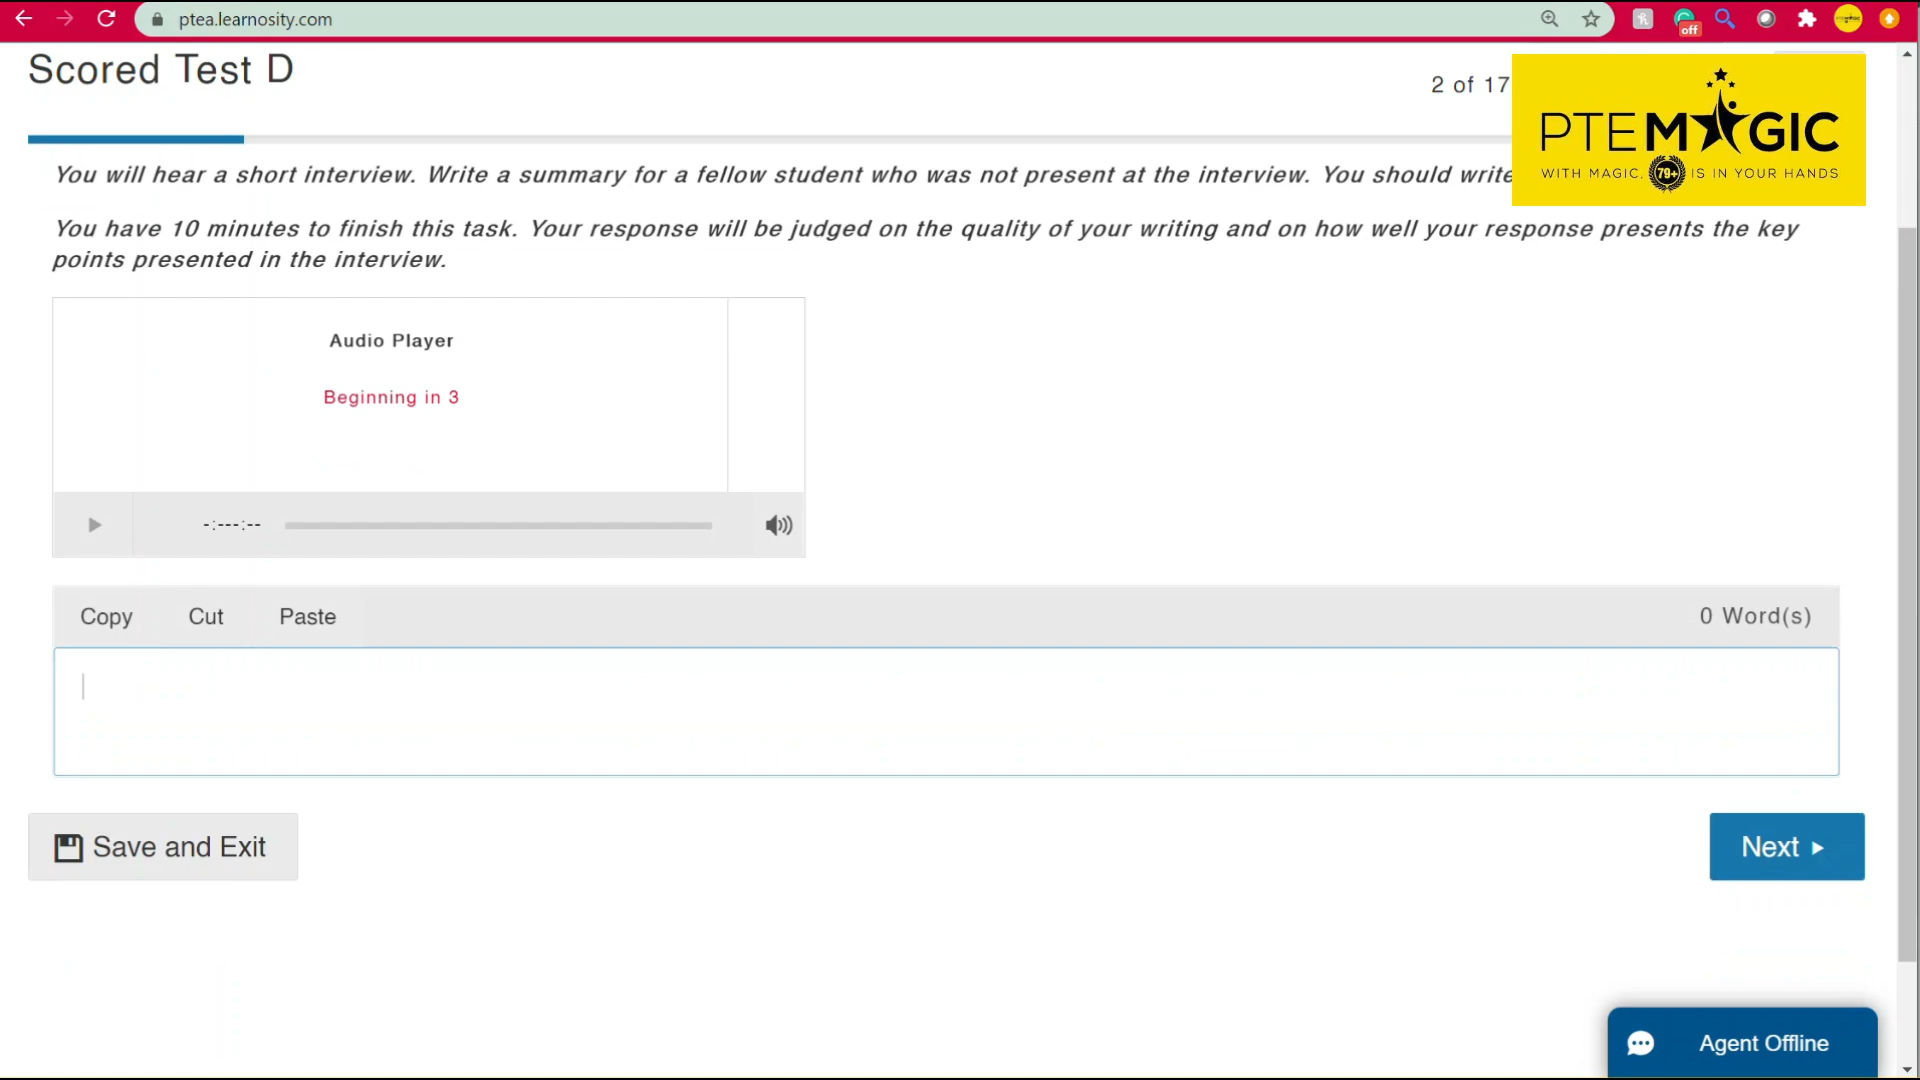 ptea.learnosity.com
off
Scored Test D
2 of 17
PTEMAGIC
WITH MAGIC, 79+ IS IN YOUR HANDS
You will hear a short interview. Write a summary for a fellow student who was not present at the interview. You should write
You have 10 minutes to finish this task. Your response will be judged on the quality of your writing and on how well your response presents the key
points presented in the interview.
Audio Player
Beginning in 3
-:---:--
Copy Cut Paste 0 Word(s)
Save and Exit
Next
Agent Offline